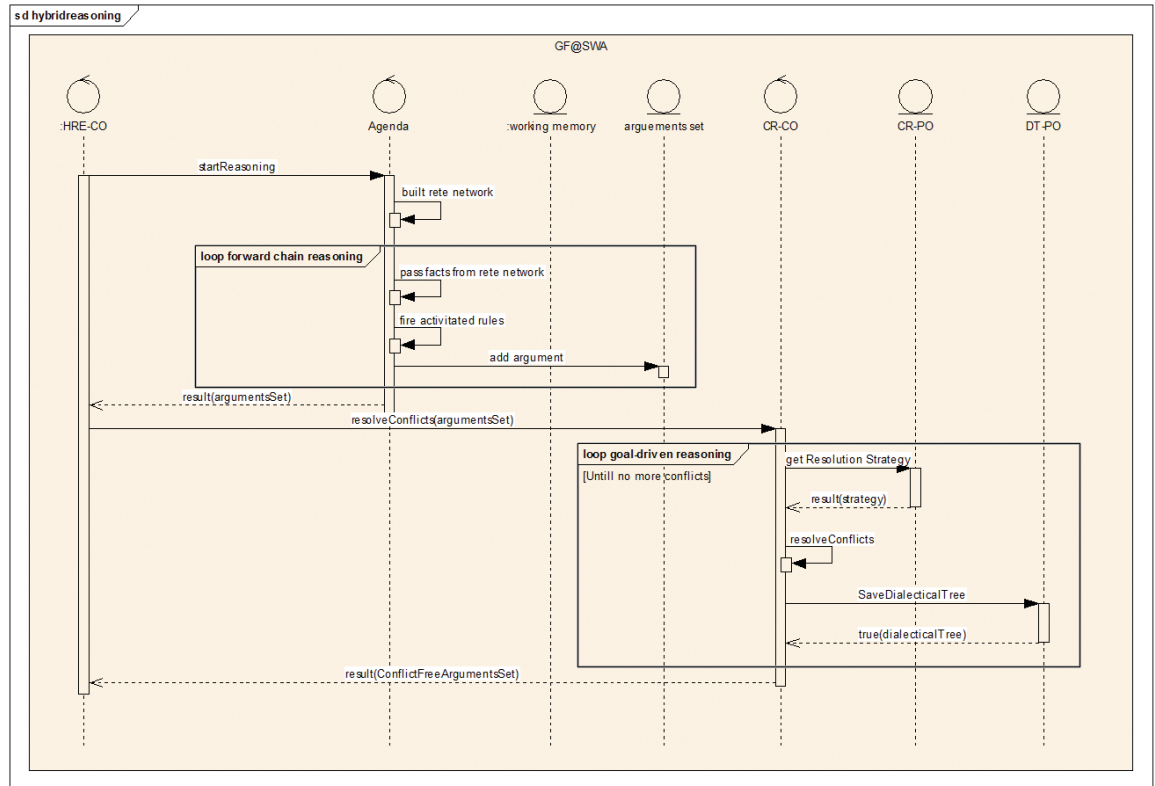 sd hybridreasoning
GF@SWA
:HRE-CO
Agenda
:working memory
arguements set
CR-CO
CR-PO
DT-PO
startReasoning
built rete network
loop forward chain reasoning
pass facts from rete network
fire activitated rules
add argument
result(argumentsSet)
resolveConflicts(argumentsSet)
loop goal-driven reasoning
get Resolution Strategy
[Untill no more conflicts]
result(strategy)
resolveConflicts
SaveDialecticalTree
true(dialecticalTree)
result(ConflictFreeArgumentsSet)